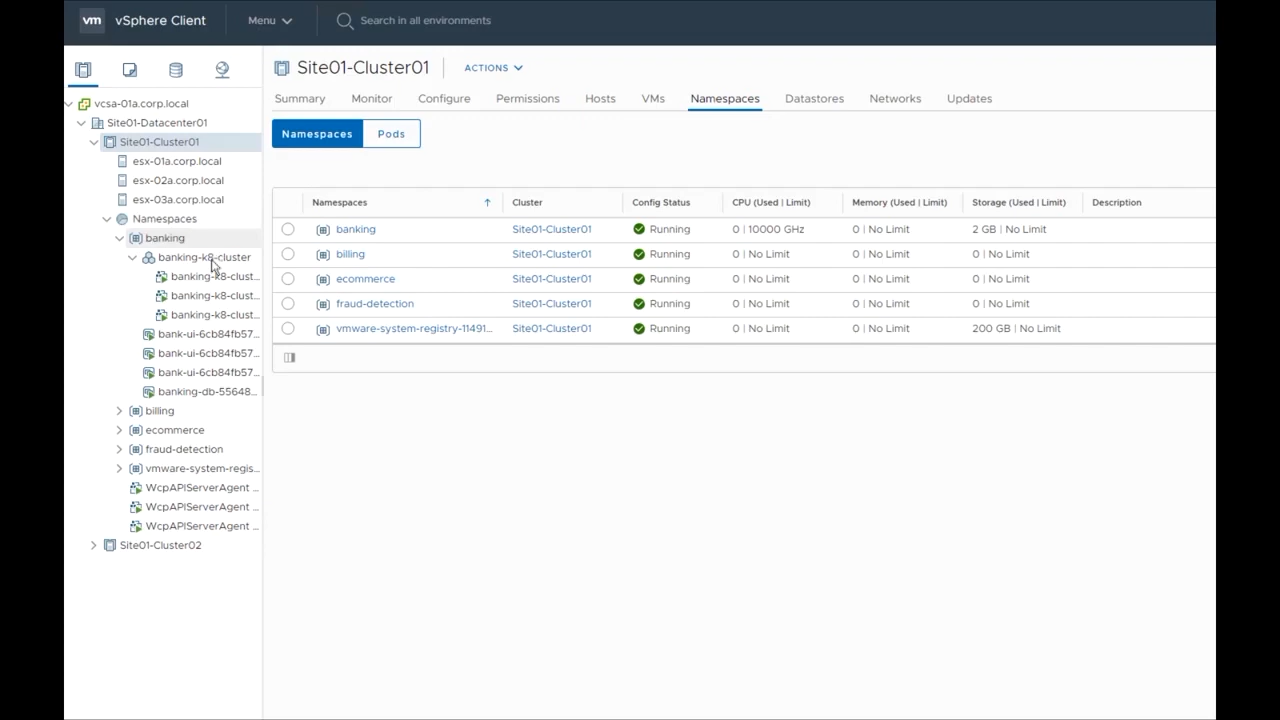 vm vSphere Client Menu Search in all environments
Site01-Cluster01 ACTIONS
Summary Monitor Configure Permissions Hosts VMs Namespaces Datastores Networks Updates
Namespaces Pods
vcsa-01a.corp.local
Site01-Datacenter01
Site01-Cluster01
esx-01a.corp.local
esx-02a.corp.local
esx-03a.corp.local
Namespaces
banking
banking-k8-cluster
banking-k8-clust...
banking-k8-clust...
banking-k8-clust...
bank-ui-6cb84fb57...
bank-ui-6cb84fb57...
bank-ui-6cb84fb57...
banking-db-55648...
billing
ecommerce
fraud-detection
vmware-system-regis...
WcpAPIServerAgent ...
WcpAPIServerAgent ...
WcpAPIServerAgent ...
Site01-Cluster02
Namespaces Cluster Config Status CPU (Used | Limit) Memory (Used | Limit) Storage (Used | Limit) Description
banking Site01-Cluster01 Running 0 | 10000 GHz 0 | No Limit 2 GB | No Limit
billing Site01-Cluster01 Running 0 | No Limit 0 | No Limit 0 | No Limit
ecommerce Site01-Cluster01 Running 0 | No Limit 0 | No Limit 0 | No Limit
fraud-detection Site01-Cluster01 Running 0 | No Limit 0 | No Limit 0 | No Limit
vmware-system-registry-11491... Site01-Cluster01 Running 0 | No Limit 0 | No Limit 200 GB | No Limit